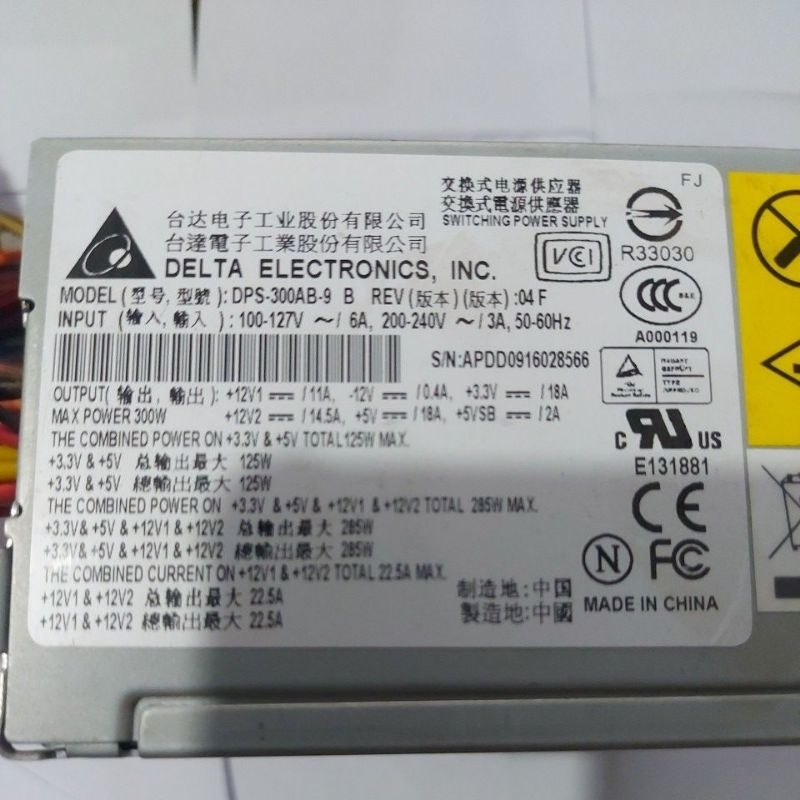 FJ
交换式电源供应器
交換式電源供應器
SWITCHING POWER SUPPLY
R33030
台达电子工业股份有限公司
台達電子工業股份有限公司
DELTA ELECTRONICS, INC.
VCCI
MODEL (型号, 型號): DPS-300AB-9 B REV (版本) (版本) :04 F
INPUT (输入, 輸入) : 100-127V ⎓ / 6A, 200-240V ~ / 3A, 50-60Hz
CCC S&E
A000119
S/N:APDD0916028566
OUTPUT( 输出, 輸出): +12V1 ⎓ / 11A, -12V ⎓ / 0.4A, +3.3V ⎓ / 18A
MAX POWER 300W +12V2 ⎓ / 14.5A, +5V ⎓ / 18A, +5VSB ⎓ / 2A
THE COMBINED POWER ON +3.3V & +5V TOTAL125W MAX.
+3.3V & +5V 总输出最大 125W
+3.3V & +5V 總輸出最大 125W
THE COMBINED POWER ON +3.3V & +5V & +12V1 & +12V2 TOTAL 285W MAX.
+3.3V& +5V & +12V1 & +12V2 总输出最大 285W
+3.3V& +5V & +12V1 & +12V2 總輸出最大 285W
THE COMBINED CURRENT ON +12V1 & +12V2 TOTAL 22.5A MAX.
+12V1 & +12V2 总输出最大 22.5A
+12V1 & +12V2 總輸出最大 22.5A
c RU US
E131881
CE
N FC
制造地:中国
製造地:中國
MADE IN CHINA